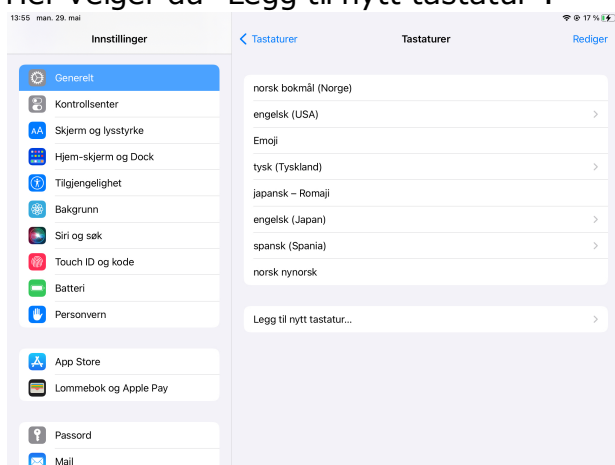 Her velger du "Legg til nytt tastatur".
13:55 man. 29. mai
17 %
Innstillinger
Generelt
Kontrollsenter
AA Skjerm og lysstyrke
Hjem-skjerm og Dock
Tilgjengelighet
Bakgrunn
Siri og søk
Touch ID og kode
Batteri
Personvern
App Store
Lommebok og Apple Pay
Passord
Mail
Tastaturer Tastaturer Rediger
norsk bokmål (Norge)
engelsk (USA)
Emoji
tysk (Tyskland)
japansk – Romaji
engelsk (Japan)
spansk (Spania)
norsk nynorsk
Legg til nytt tastatur...